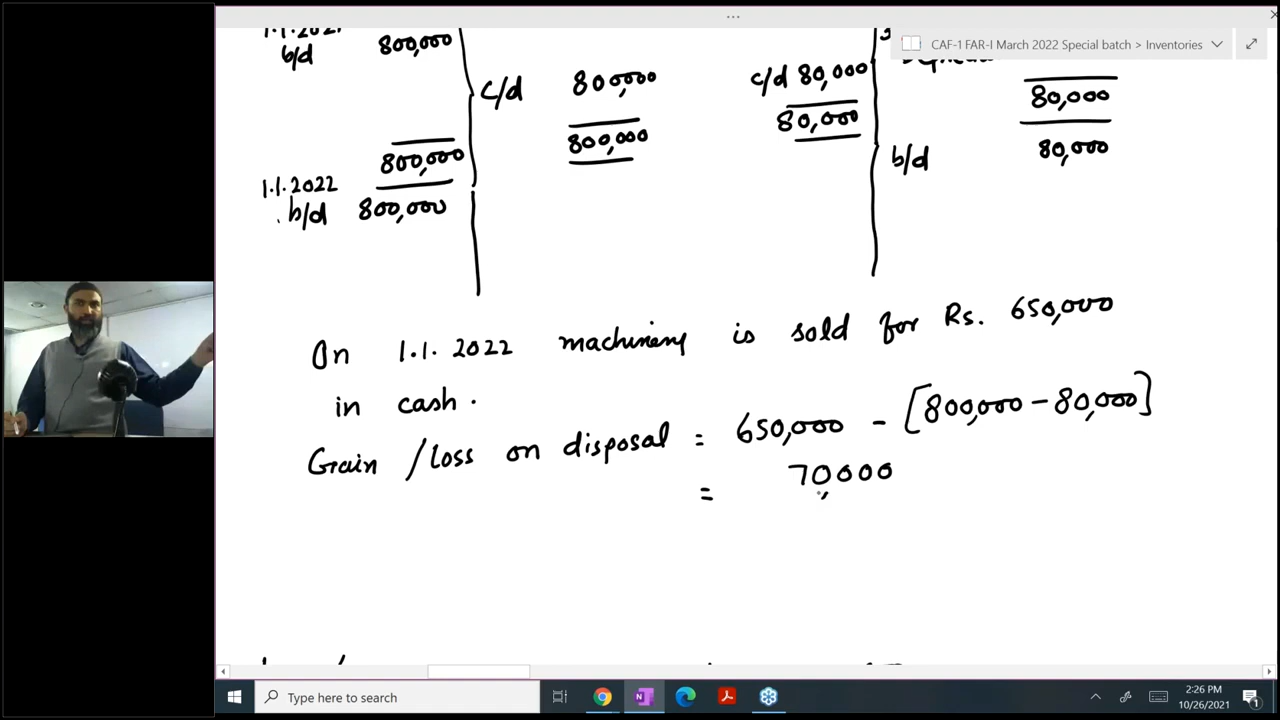 CAF-1 FAR-I March 2022 Special batch > Inventories
b/d 800,000
c/d 800,000
c/d 80,000
80,000
800,000
800,000
80,000
b/d 80,000
1.1.2022
b/d 800,000
On 1.1.2022 machinery is sold for Rs. 650,000
in cash.
Gain /loss on disposal = 650,000 - [800,000 - 80,000]
= 70,000
Type here to search
2:26 PM
10/26/2021
1